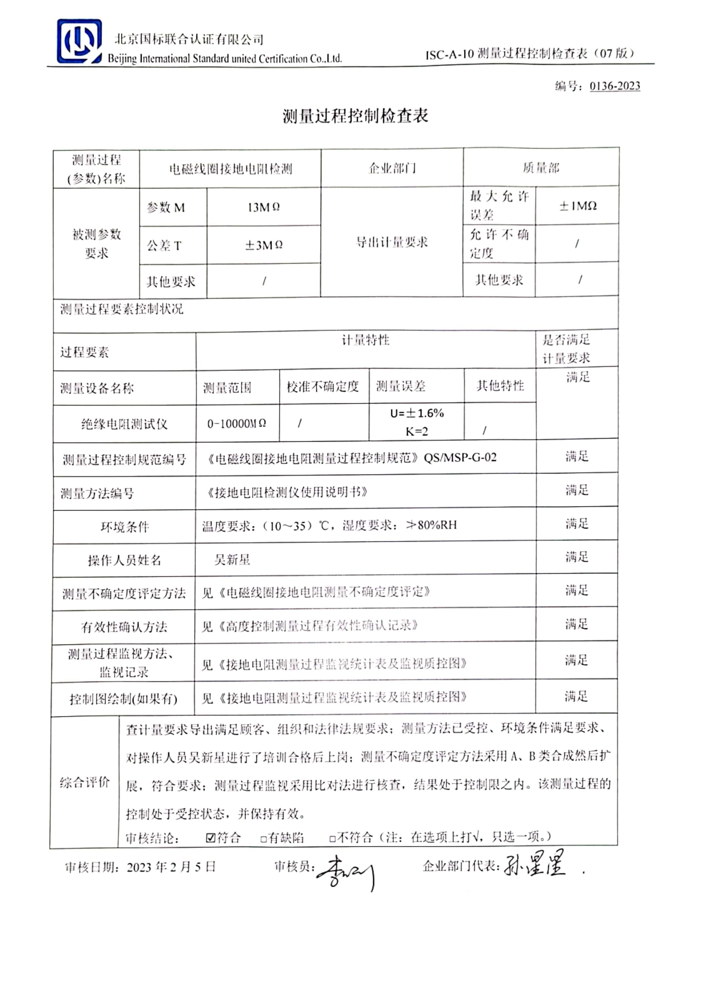 北京国标联合认证有限公司
Beijing International Standard united Certification Co.,Ltd.
ISC-A-10 测量过程控制检查表（07 版）
编号：0136-2023
测量过程控制检查表
测量过程
(参数)名称
电磁线圈接地电阻检测
企业部门
质量部
被测参数
要求
参数 M
13MΩ
导出计量要求
最大允许
误差
±1MΩ
公差 T
±3MΩ
允许不确
定度
/
其他要求
/
其他要求
/
测量过程要素控制状况
过程要素
计量特性
是否满足
计量要求
测量设备名称
测量范围
校准不确定度
测量误差
其他特性
满足
绝缘电阻测试仪
0-10000MΩ
/
U=±1.6%
K=2
/
测量过程控制规范编号
《电磁线圈接地电阻测量过程控制规范》QS/MSP-G-02
满足
测量方法编号
《接地电阻检测仪使用说明书》
满足
环境条件
温度要求：（10～35）℃，湿度要求：≯80%RH
满足
操作人员姓名
吴新星
满足
测量不确定度评定方法
见《电磁线圈接地电阻测量不确定度评定》
满足
有效性确认方法
见《高度控制测量过程有效性确认记录》
满足
测量过程监视方法、
监视记录
见《接地电阻测量过程监视统计表及监视质控图》
满足
控制图绘制(如果有)
见《接地电阻测量过程监视统计表及监视质控图》
满足
综合评价
查计量要求导出满足顾客、组织和法律法规要求；测量方法已受控、环境条件满足要求、
对操作人员吴新星进行了培训合格后上岗；测量不确定度评定方法采用 A、B 类合成然后扩
展，符合要求；测量过程监视采用比对法进行核查，结果处于控制限之内。该测量过程的
控制处于受控状态，并保持有效。
审核结论： ☑符合 □有缺陷 □不符合（注：在选项上打√，只选一项。）
审核日期：2023 年 2 月 5 日 审核员： 企业部门代表：孙星星